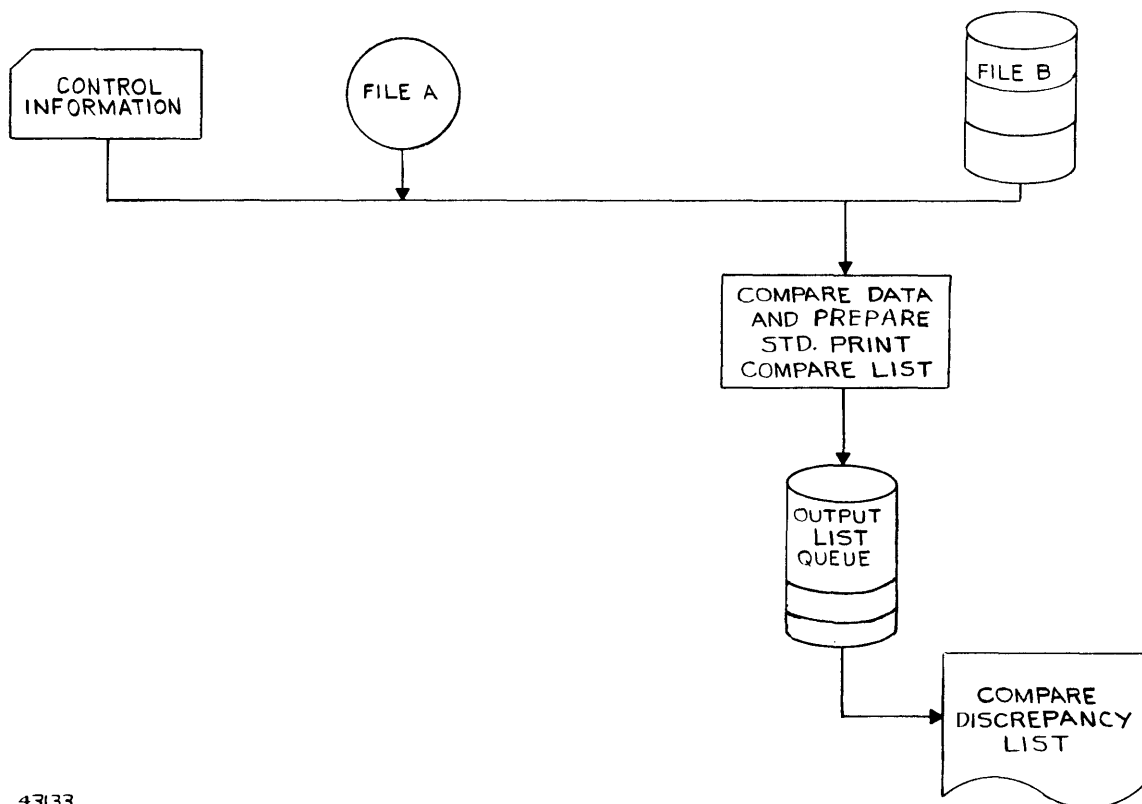 CONTROL
INFORMATION
FILE A
FILE B
COMPARE DATA
AND PREPARE
STD. PRINT
COMPARE LIST
OUTPUT
LIST
QUEUE
COMPARE
DISCREPANCY
LIST
43133